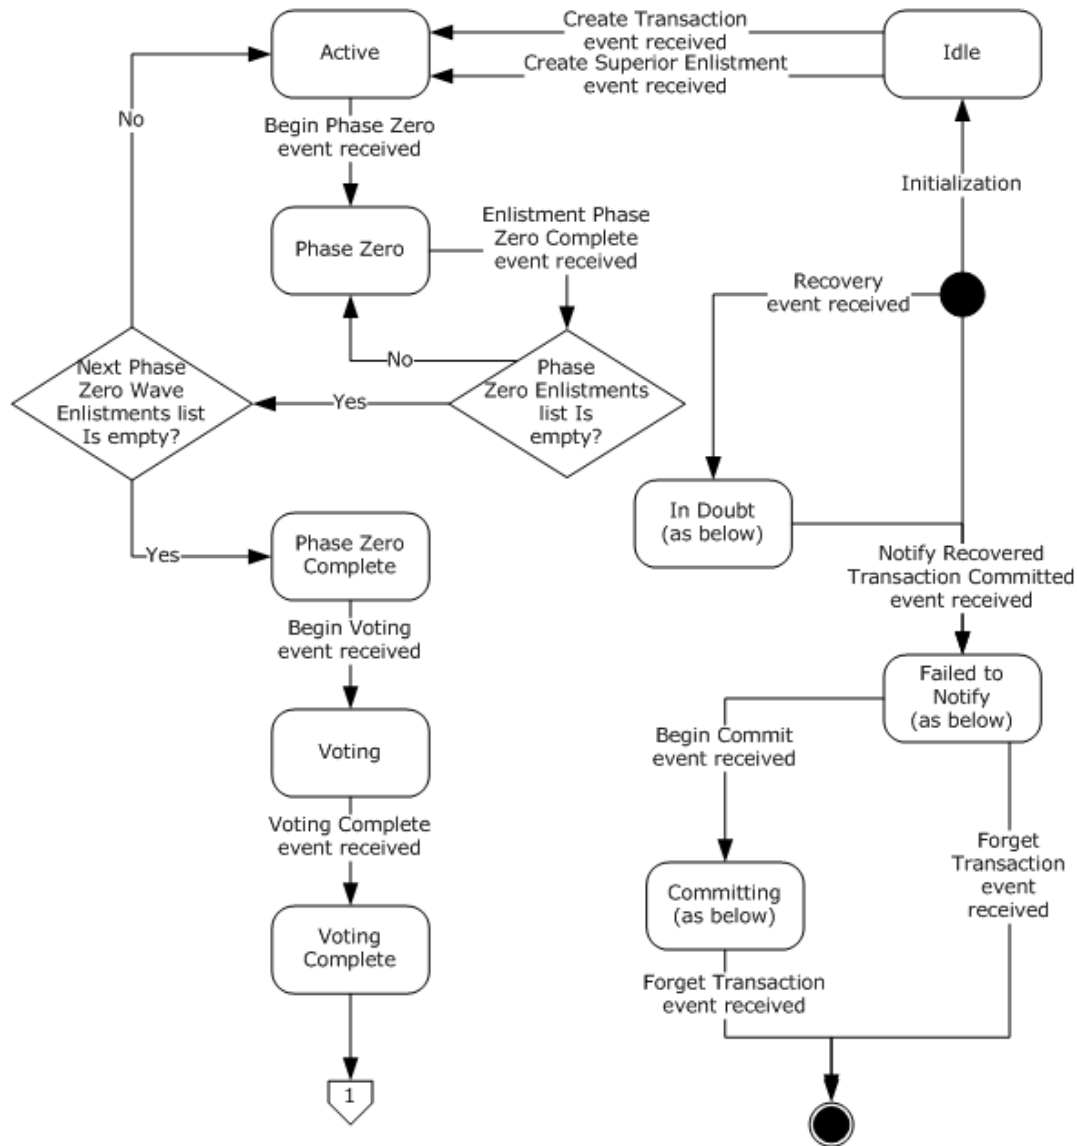 Create Transaction
event received
Active
Idle
Create Superior Enlistment
event received
No
Begin Phase Zero
event received
Initialization
Enlistment Phase
Zero Complete
event received
Phase Zero
Recovery
event received
No
Next Phase
Zero Wave
Enlistments list
Is empty?
Yes
Phase
Zero Enlistments
list Is
empty?
In Doubt
(as below)
Yes
Phase Zero
Complete
Notify Recovered
Transaction Committed
event received
Begin Voting
event received
Failed to
Notify
(as below)
Voting
Begin Commit
event received
Voting Complete
event received
Forget
Transaction
event
received
Committing
(as below)
Voting
Complete
Forget Transaction
event received
1